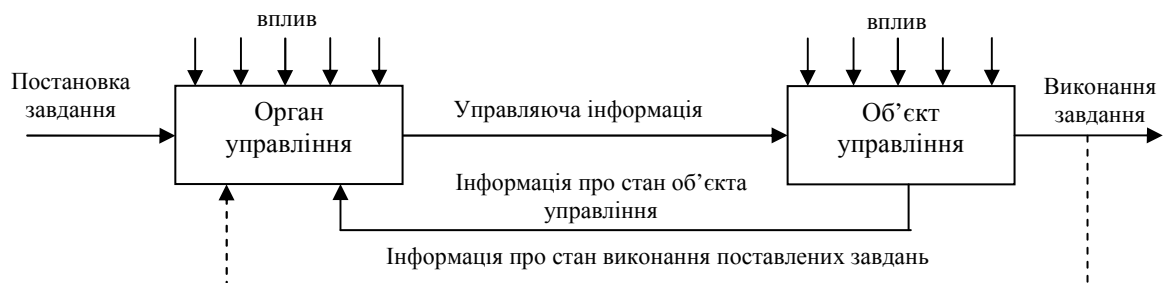 вплив
вплив
Постановка
завдання
Орган
управління
Управляюча інформація
Об’єкт
управління
Виконання
завдання
Інформація про стан об’єкта
управління
Інформація про стан виконання поставлених завдань